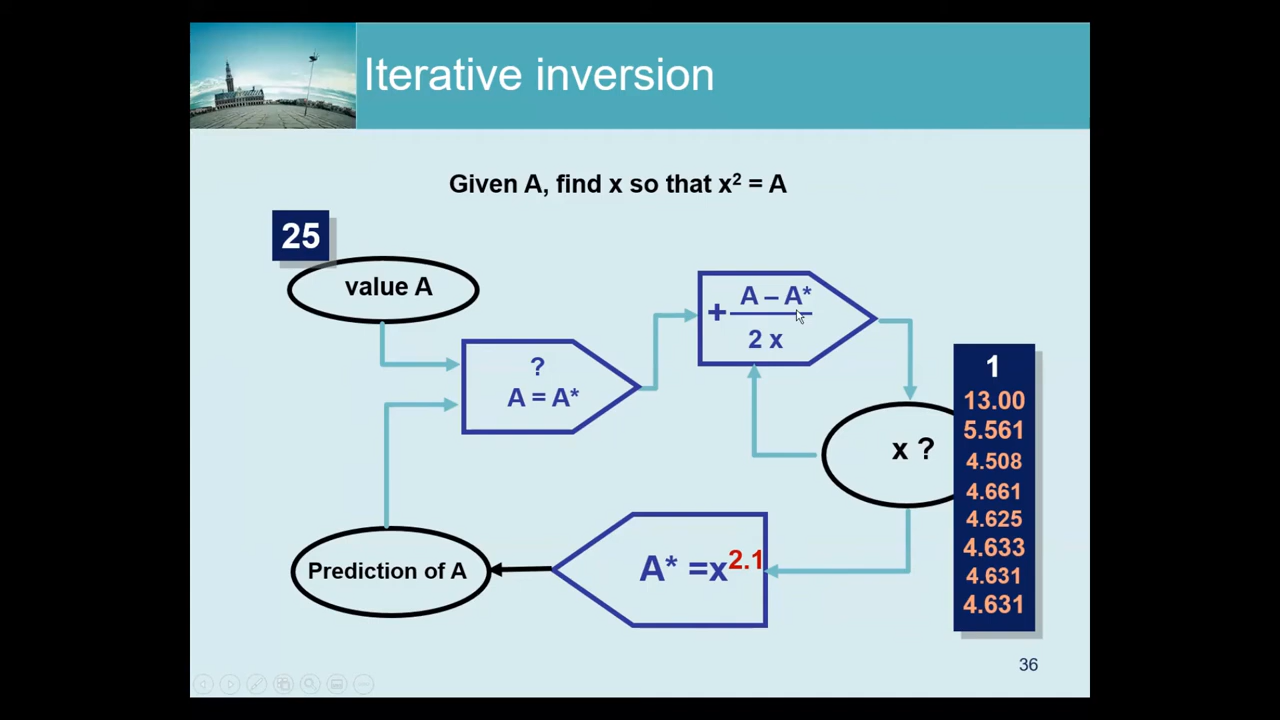 Iterative inversion
Given A, find x so that x² = A
25
value A
?
A = A*
+ A – A*
2 x
x ?
1
13.00
5.561
4.508
4.661
4.625
4.633
4.631
4.631
Prediction of A
A* =x^2.1
36